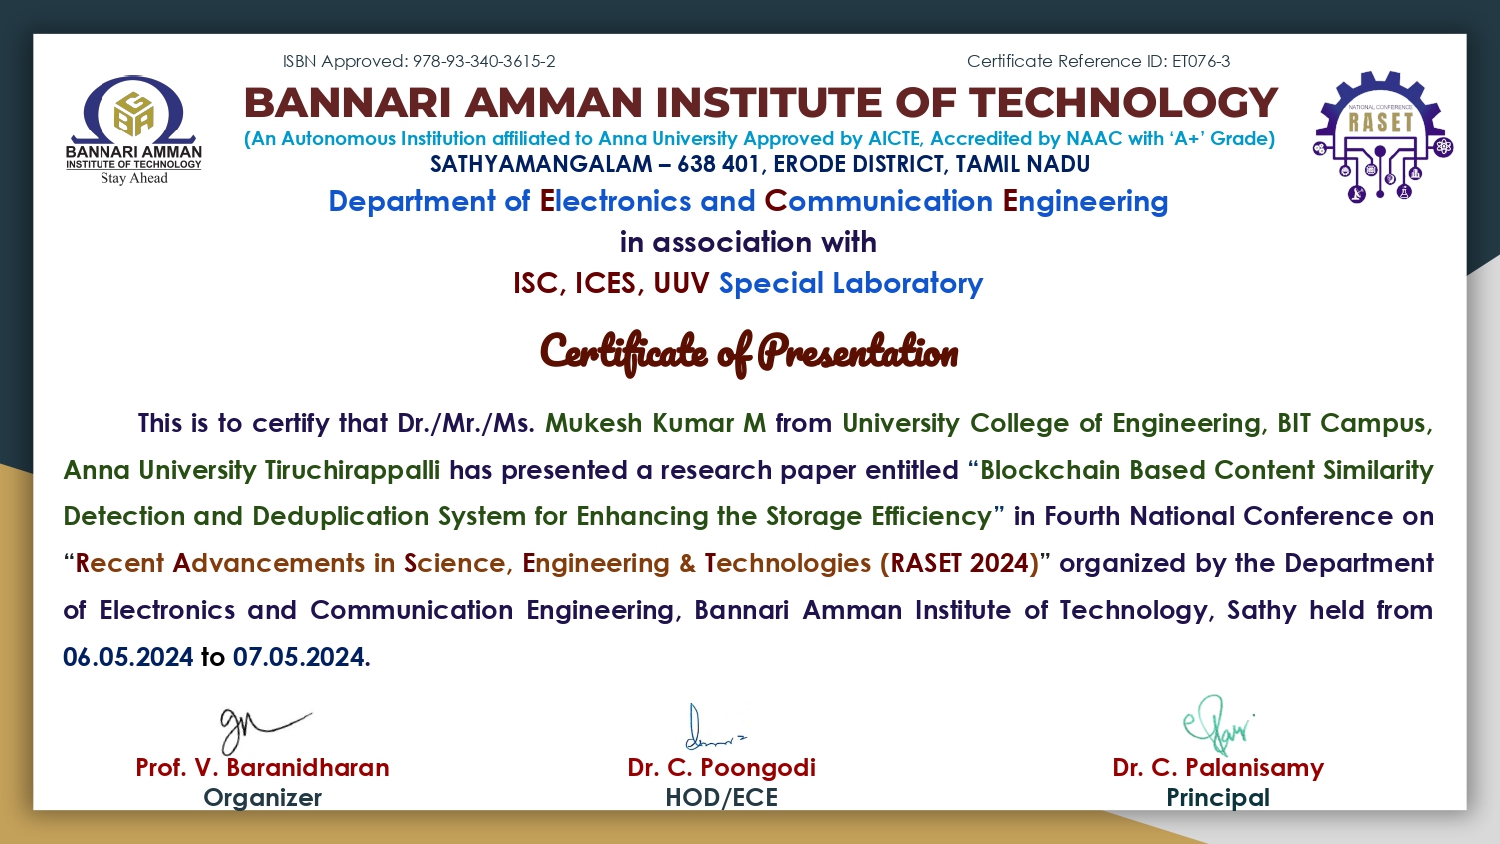 ISBN Approved: 978-93-340-3615-2
Certificate Reference ID: ET076-3
BANNARI AMMAN INSTITUTE OF TECHNOLOGY
(An Autonomous Institution affiliated to Anna University Approved by AICTE, Accredited by NAAC with ‘A+’ Grade)
SATHYAMANGALAM – 638 401, ERODE DISTRICT, TAMIL NADU
BANNARI AMMAN
INSTITUTE OF TECHNOLOGY
Stay Ahead
NATIONAL CONFERENCE
RASET
Department of Electronics and Communication Engineering
in association with
ISC, ICES, UUV Special Laboratory
Certificate of Presentation
This is to certify that Dr./Mr./Ms. Mukesh Kumar M from University College of Engineering, BIT Campus,
Anna University Tiruchirappalli has presented a research paper entitled “Blockchain Based Content Similarity
Detection and Deduplication System for Enhancing the Storage Efficiency” in Fourth National Conference on
“Recent Advancements in Science, Engineering & Technologies (RASET 2024)” organized by the Department
of Electronics and Communication Engineering, Bannari Amman Institute of Technology, Sathy held from
06.05.2024 to 07.05.2024.
Prof. V. Baranidharan
Organizer
Dr. C. Poongodi
HOD/ECE
Dr. C. Palanisamy
Principal